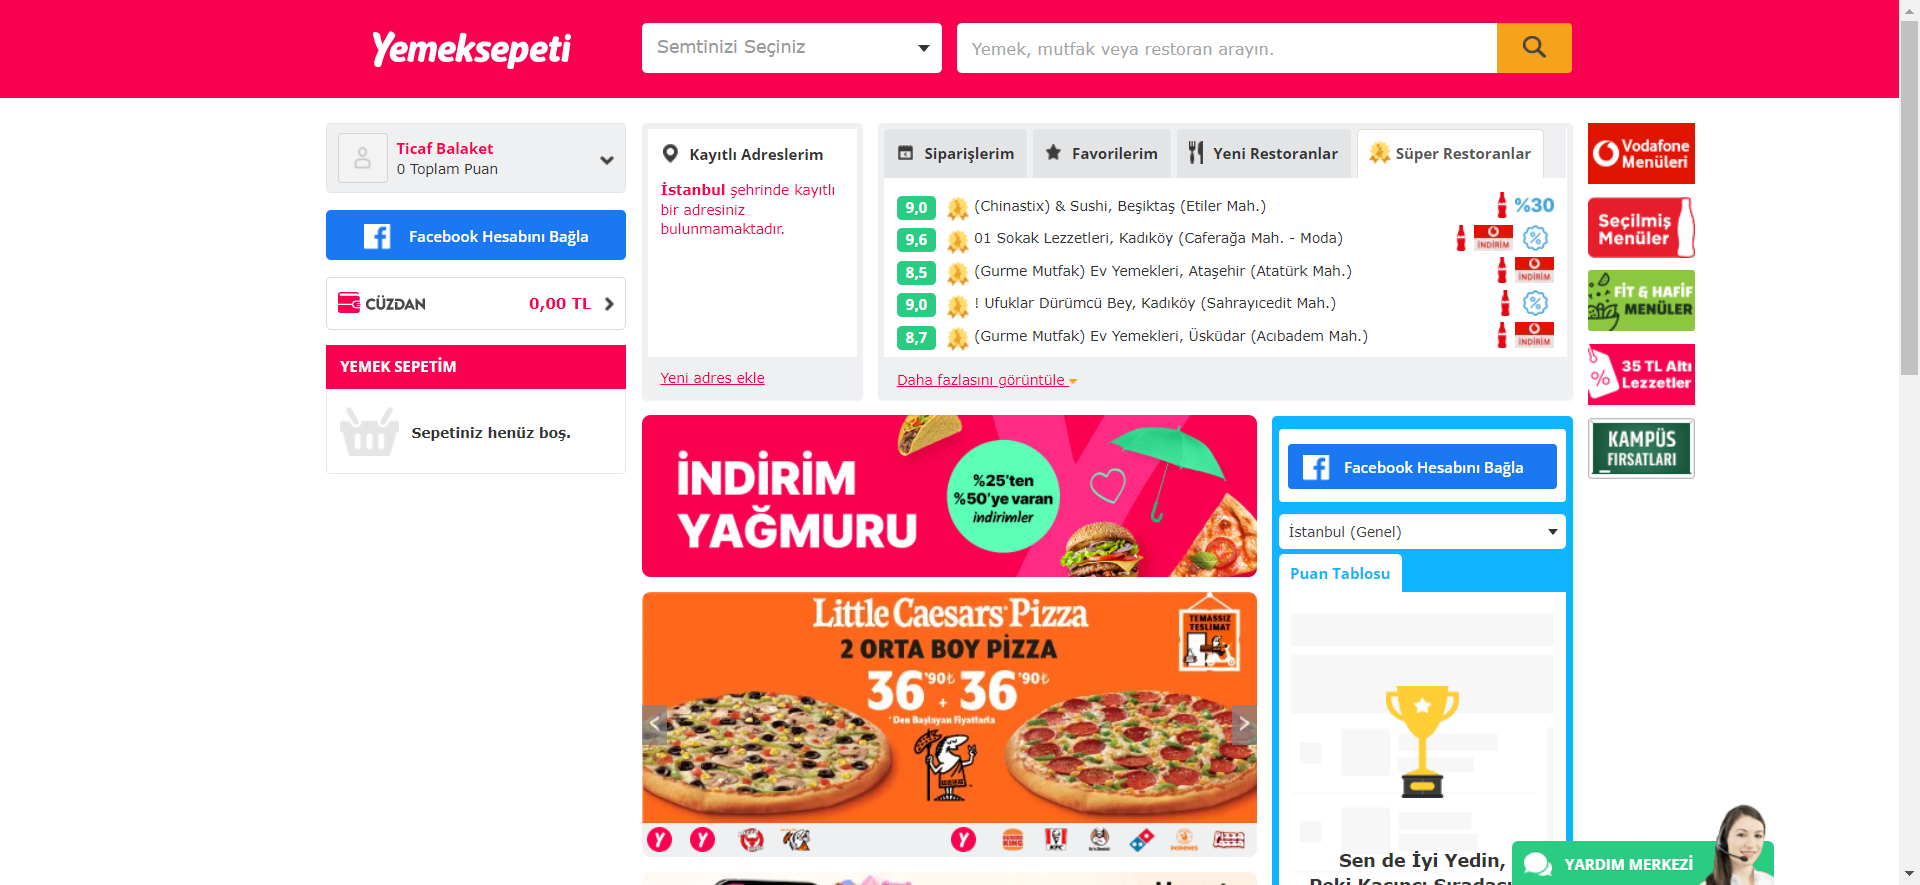 Yemeksepeti
Semtinizi Seçiniz
Yemek, mutfak veya restoran arayın.
Ticaf Balaket
0 Toplam Puan
Facebook Hesabını Bağla
CÜZDAN
0,00 TL
YEMEK SEPETİM
Sepetiniz henüz boş.
Kayıtlı Adreslerim
İstanbul şehrinde kayıtlı
bir adresiniz
bulunmamaktadır.
Yeni adres ekle
Siparişlerim
Favorilerim
Yeni Restoranlar
Süper Restoranlar
9,0 (Chinastix) & Sushi, Beşiktaş (Etiler Mah.) %30
9,6 01 Sokak Lezzetleri, Kadıköy (Caferağa Mah. - Moda) İNDİRİM
8,5 (Gurme Mutfak) Ev Yemekleri, Ataşehir (Atatürk Mah.) İNDİRİM
9,0 ! Ufuklar Dürümcü Bey, Kadıköy (Sahrayıcedit Mah.)
8,7 (Gurme Mutfak) Ev Yemekleri, Üsküdar (Acıbadem Mah.) İNDİRİM
Daha fazlasını görüntüle
Vodafone
Menüleri
Seçilmiş
Menüler
FİT & HAFİF
MENÜLER
35 TL Altı
Lezzetler
KAMPÜS
FIRSATLARI
İNDİRİM
YAĞMURU
%25'ten
%50'ye varan
indirimler
Little Caesars Pizza
2 ORTA BOY PİZZA
36'90₺ + 36'90₺
*Den Başlayan Fiyatlarla
TEMASSIZ
TESLİMAT
BURGER
KING
KFC
Facebook Hesabını Bağla
İstanbul (Genel)
Puan Tablosu
Sen de İyi Yedin,
YARDIM MERKEZİ